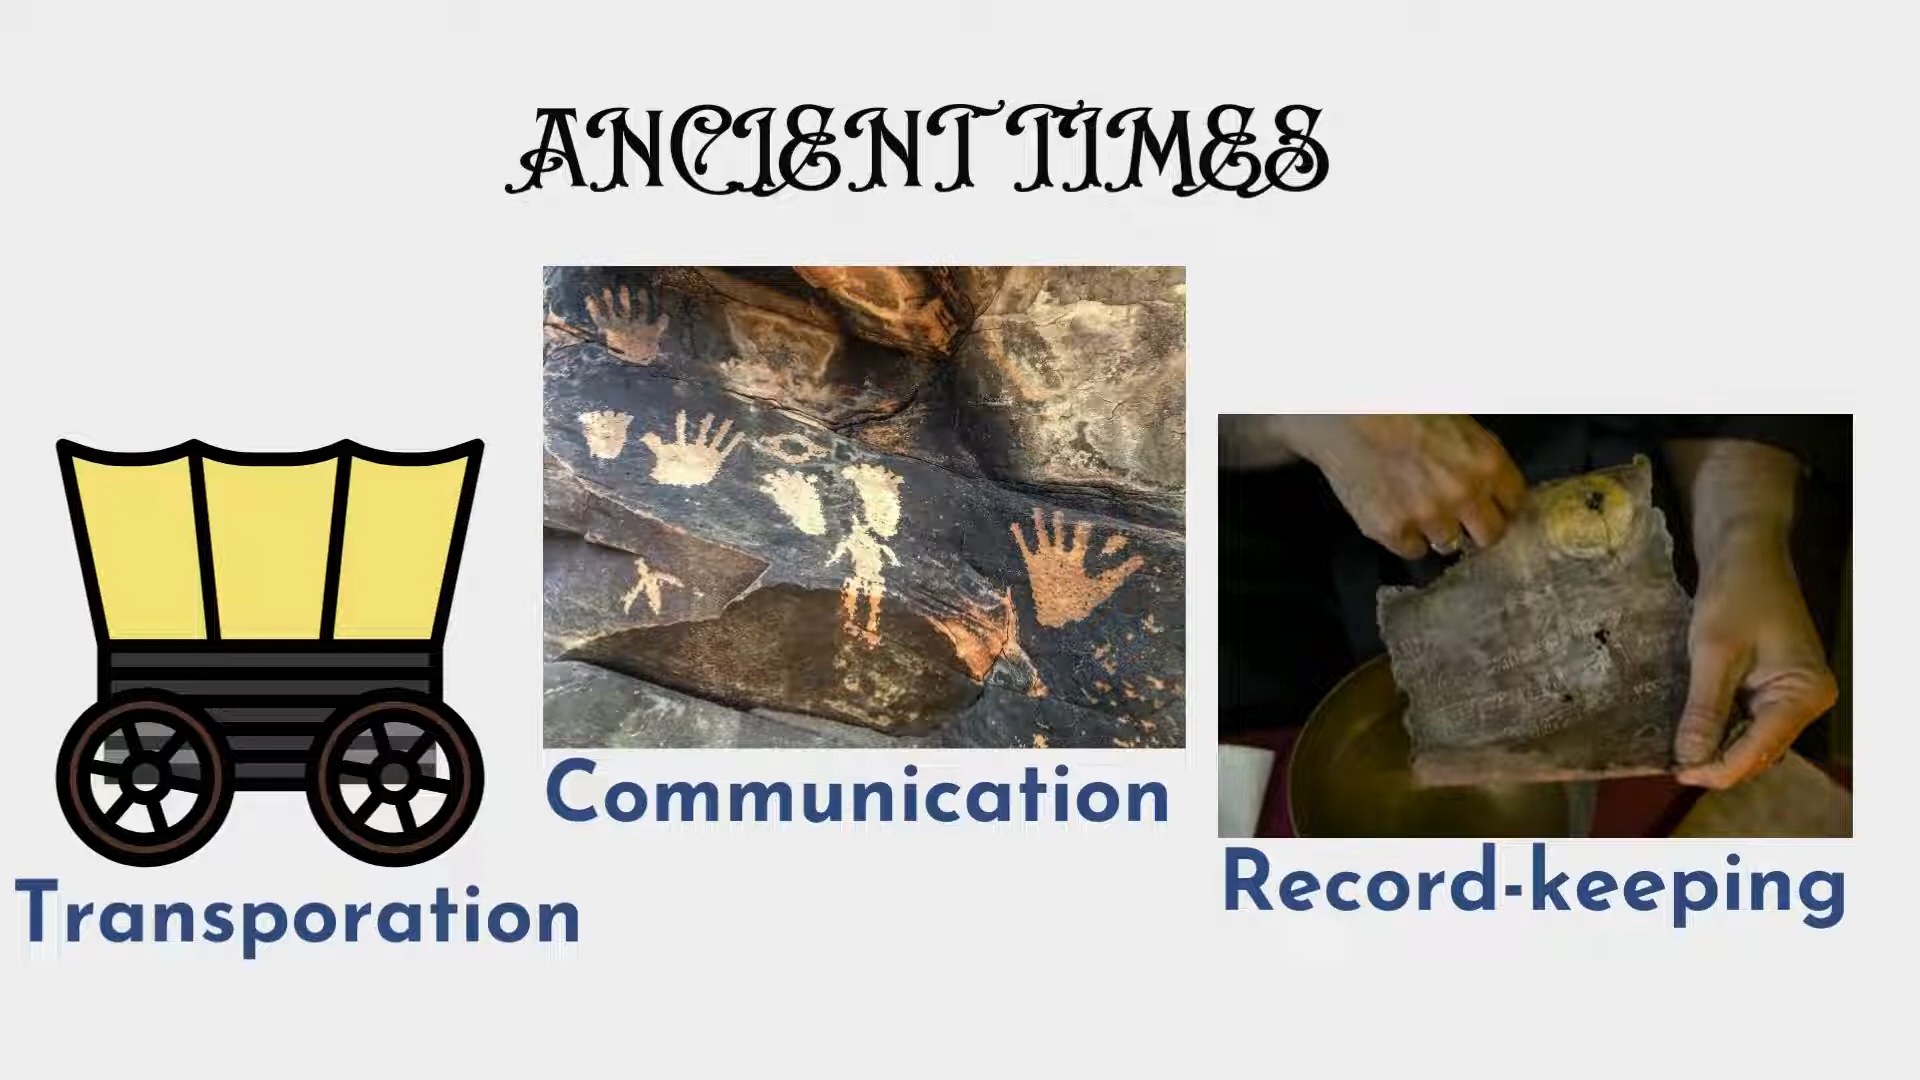 ANCIENT TIMES
Transporation
Communication
Record-keeping